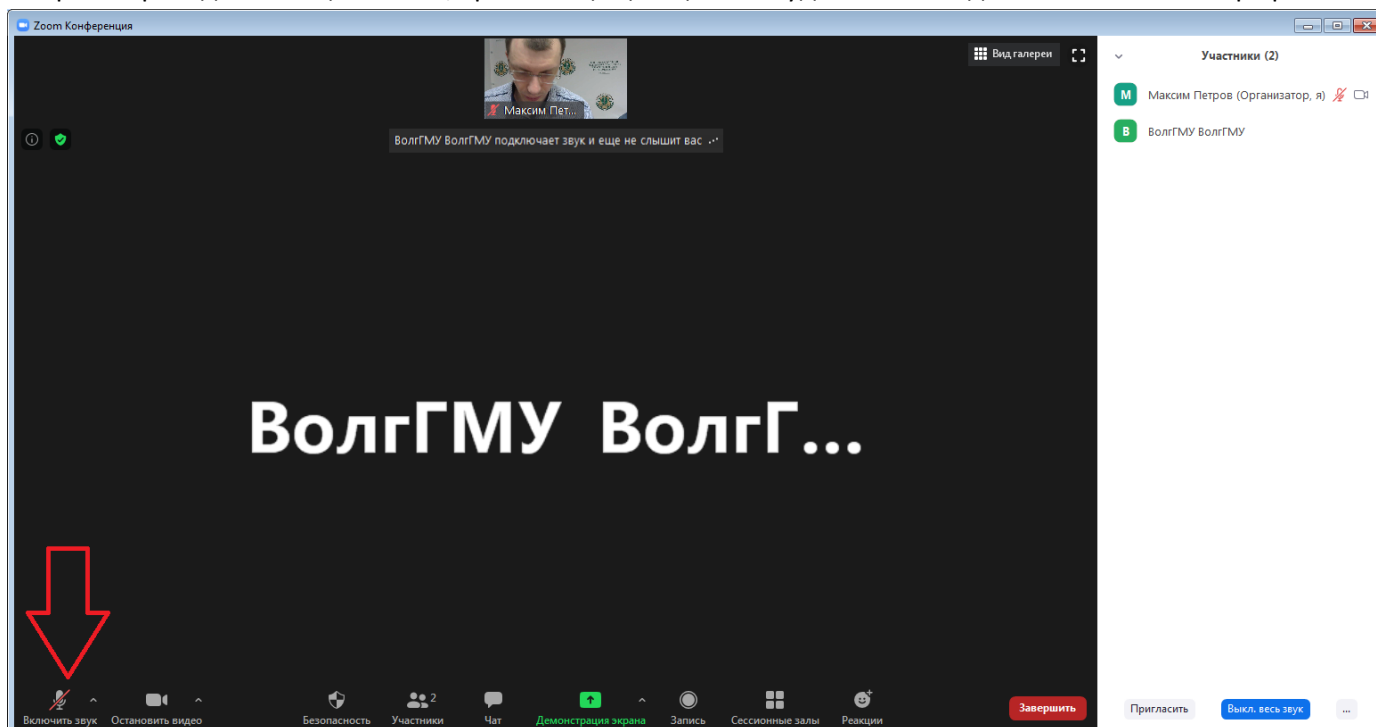 Zoom Конференция
Максим Пет...
Вид галереи
ВолгГМУ ВолгГМУ подключает звук и еще не слышит вас
ВолгГМУ ВолгГ...
Включить звук
Остановить видео
Безопасность
Участники
2
Чат
Демонстрация экрана
Запись
Сессионные залы
Реакции
Завершить
Участники (2)
М Максим Петров (Организатор, я)
В ВолгГМУ ВолгГМУ
Пригласить
Выкл. весь звук
...